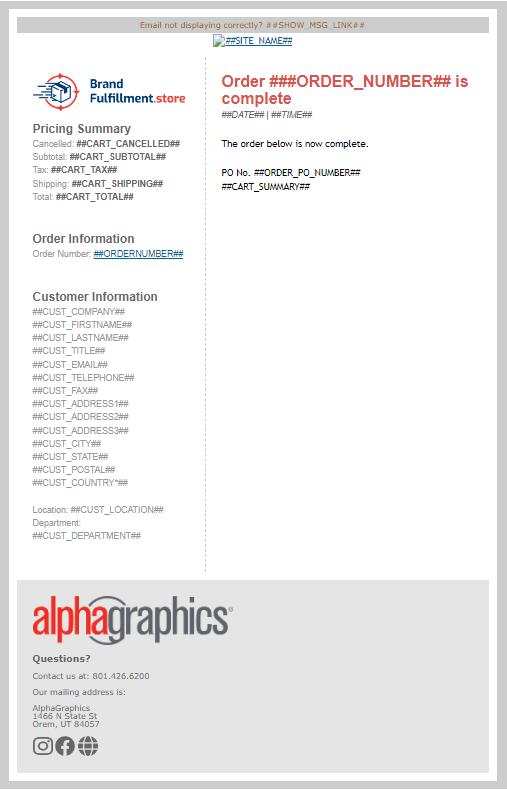 Email not displaying correctly? ##SHOW_MSG_LINK##
##SITE_NAME##
Brand
Fulfillment.store
Pricing Summary
Cancelled: ##CART_CANCELLED##
Subtotal: ##CART_SUBTOTAL##
Tax: ##CART_TAX##
Shipping: ##CART_SHIPPING##
Total: ##CART_TOTAL##
Order Information
Order Number: ##ORDERNUMBER##
Customer Information
##CUST_COMPANY##
##CUST_FIRSTNAME##
##CUST_LASTNAME##
##CUST_TITLE##
##CUST_EMAIL##
##CUST_TELEPHONE##
##CUST_FAX##
##CUST_ADDRESS1##
##CUST_ADDRESS2##
##CUST_ADDRESS3##
##CUST_CITY##
##CUST_STATE##
##CUST_POSTAL##
##CUST_COUNTRY*##
Location: ##CUST_LOCATION##
Department:
##CUST_DEPARTMENT##
Order ###ORDER_NUMBER## is
complete
##DATE## | ##TIME##
The order below is now complete.
PO No. ##ORDER_PO_NUMBER##
##CART_SUMMARY##
alphagraphics®
Questions?
Contact us at: 801.426.6200
Our mailing address is:
AlphaGraphics
1466 N State St
Orem, UT 84057